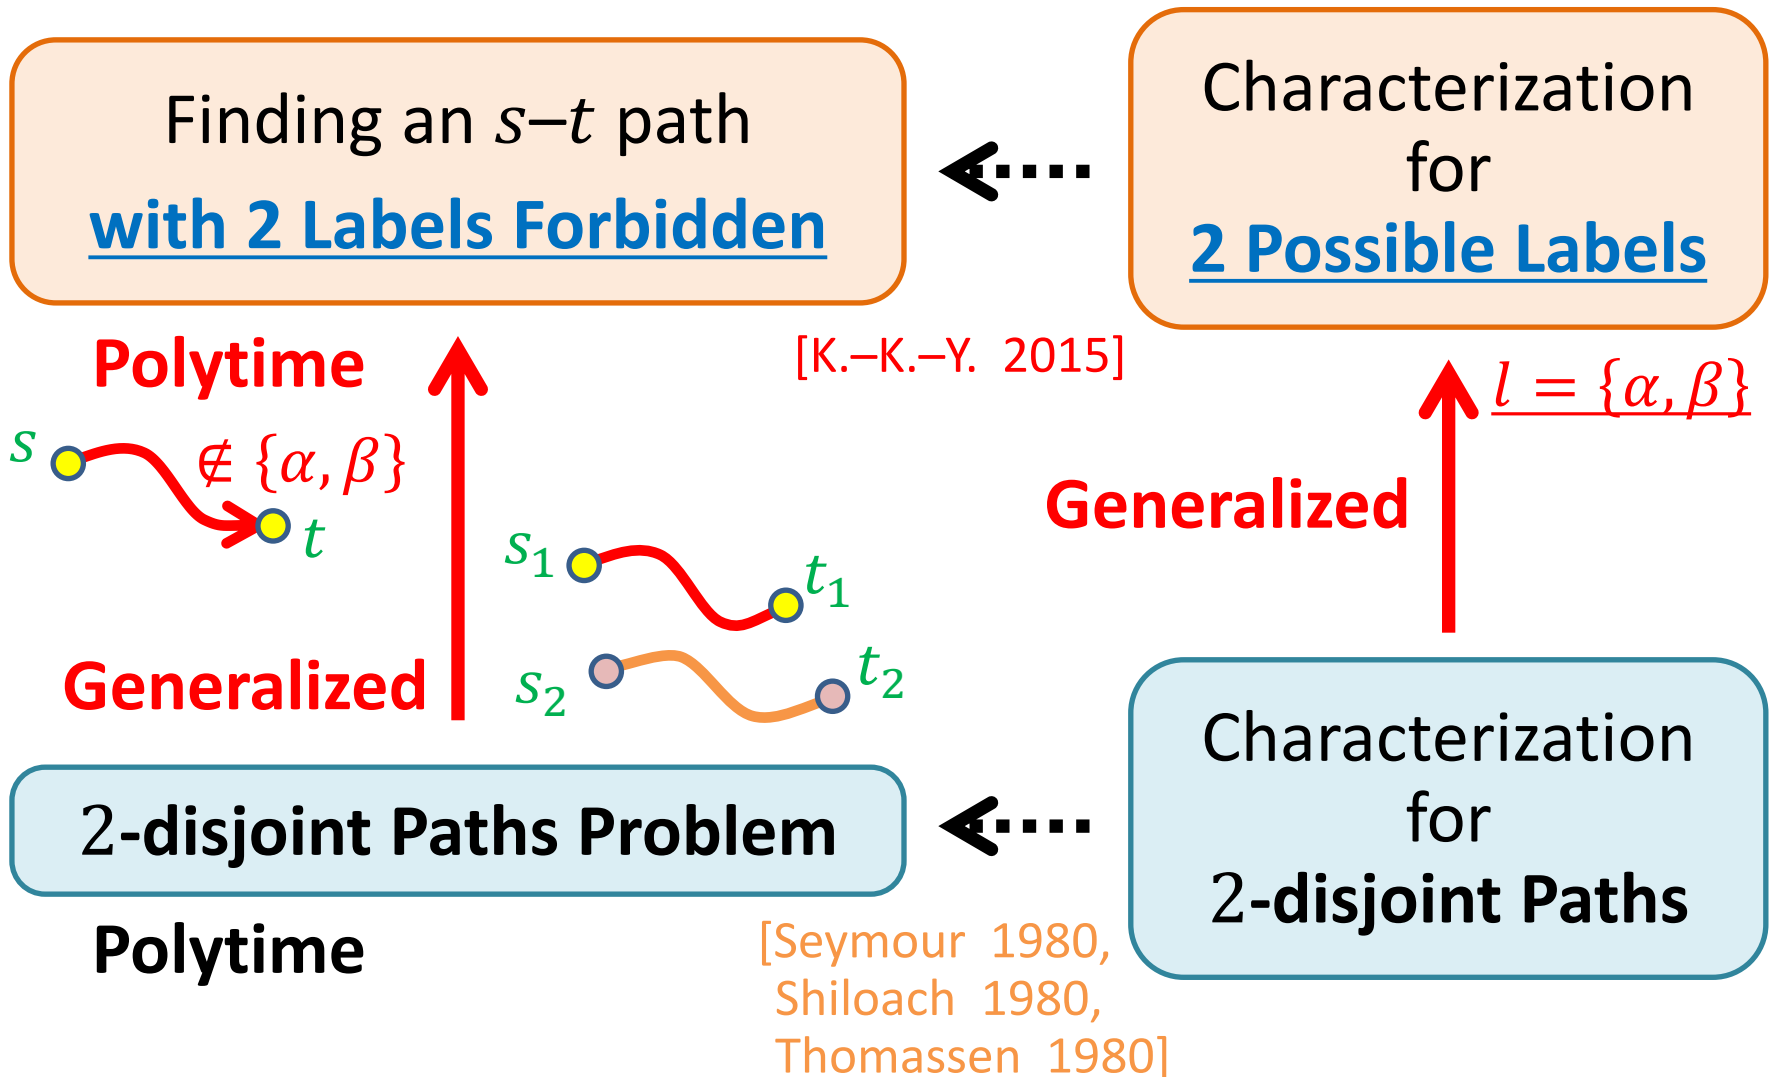 Finding an s–t path
with 2 Labels Forbidden
Characterization
for
2 Possible Labels
Polytime
[K.–K.–Y. 2015]
l = {α, β}
s
∉ {α, β}
t
Generalized
s₁
t₁
s₂
t₂
Generalized
2-disjoint Paths Problem
Characterization
for
2-disjoint Paths
Polytime
[Seymour 1980,
Shiloach 1980,
Thomassen 1980]